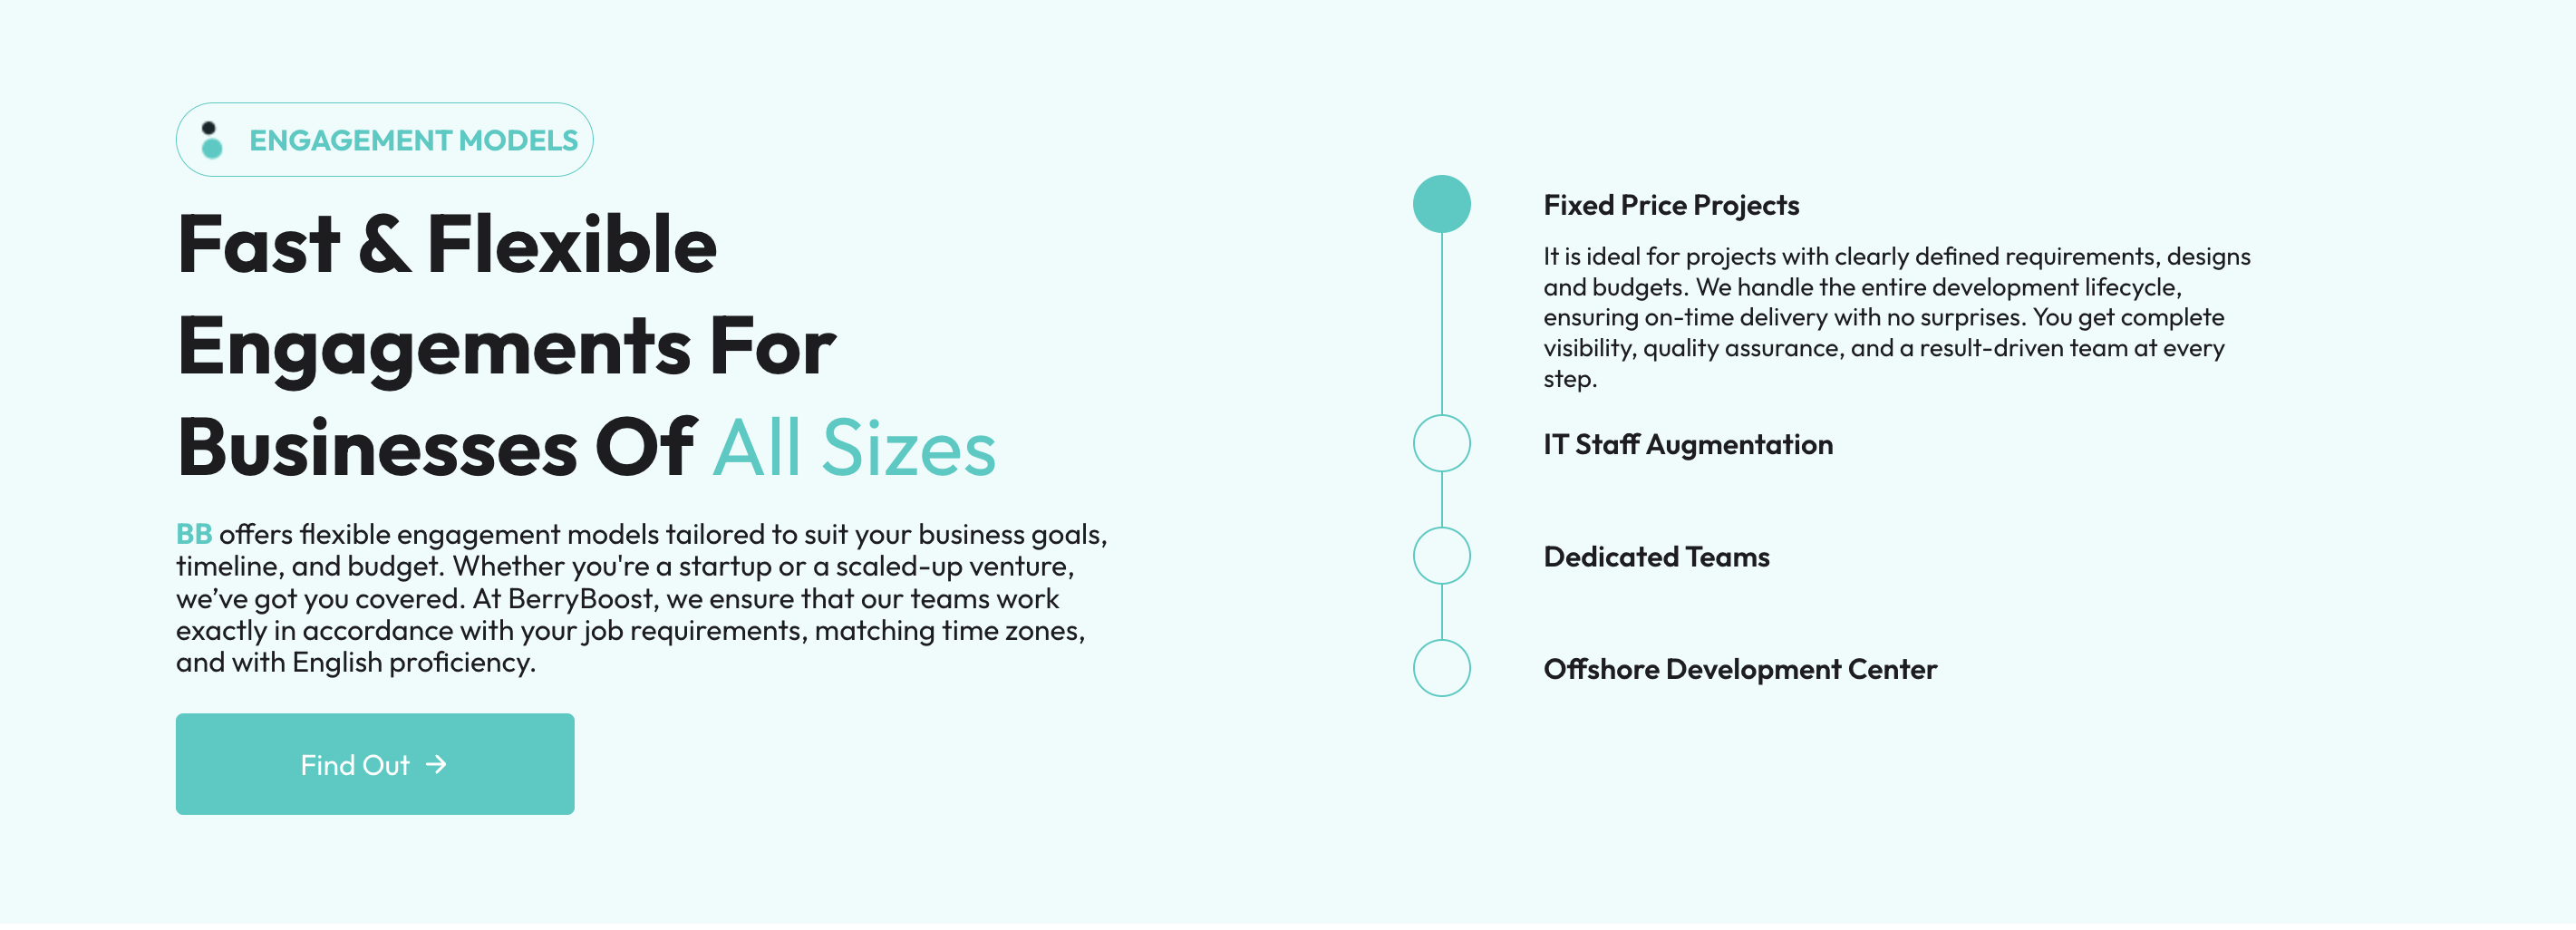 ENGAGEMENT MODELS
Fast & Flexible
Engagements For
Businesses Of All Sizes
BB offers flexible engagement models tailored to suit your business goals,
timeline, and budget. Whether you're a startup or a scaled-up venture,
we’ve got you covered. At BerryBoost, we ensure that our teams work
exactly in accordance with your job requirements, matching time zones,
and with English proficiency.
Find Out →
Fixed Price Projects
It is ideal for projects with clearly defined requirements, designs
and budgets. We handle the entire development lifecycle,
ensuring on-time delivery with no surprises. You get complete
visibility, quality assurance, and a result-driven team at every
step.
IT Staff Augmentation
Dedicated Teams
Offshore Development Center